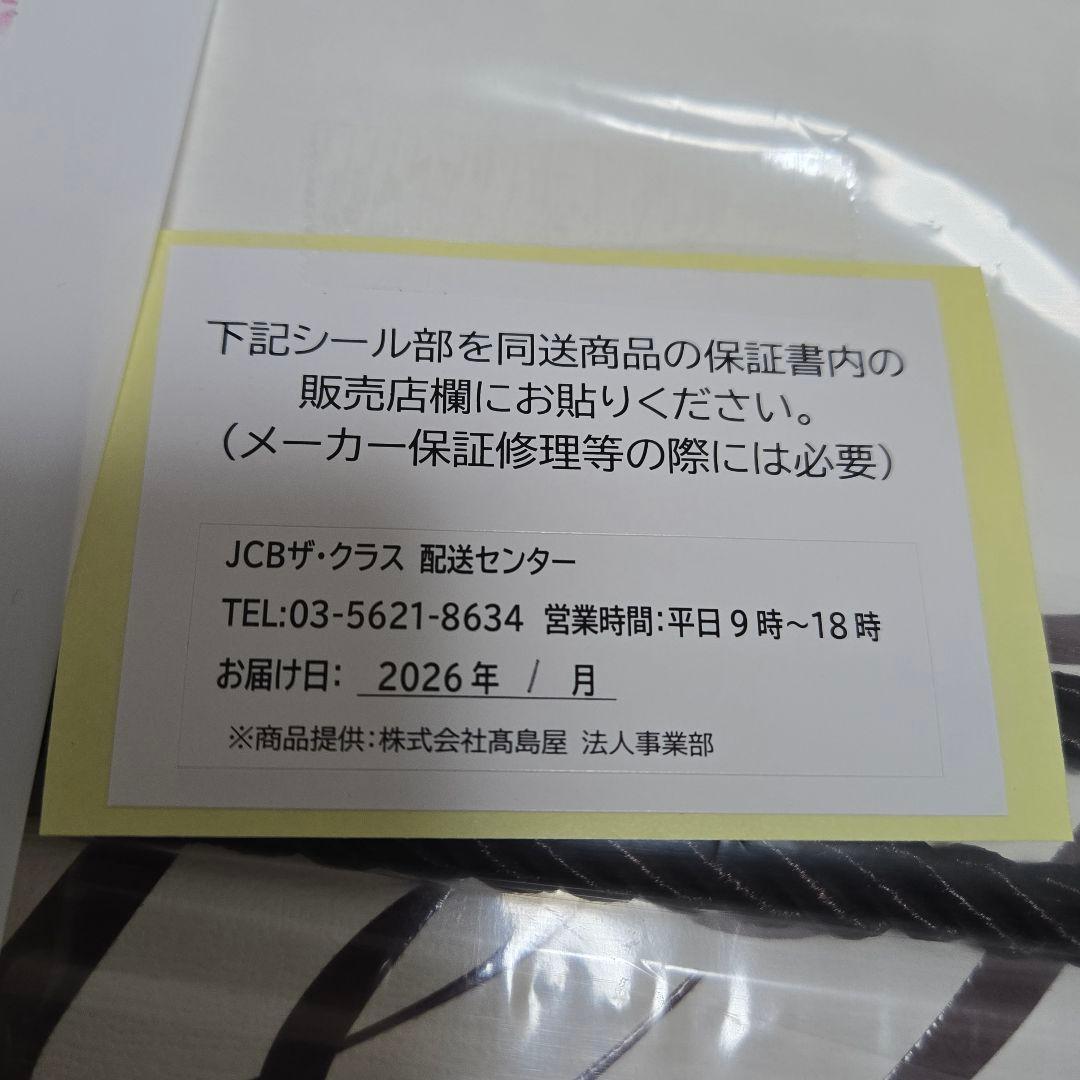 下記シール部を同送商品の保証書内の
販売店欄にお貼りください。
(メーカー保証修理等の際には必要)
JCBザ・クラス 配送センター
TEL:03-5621-8634 営業時間:平日9時~18時
お届け日: 2026年 / 月
※商品提供:株式会社髙島屋 法人事業部